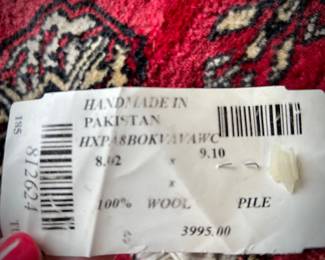 HANDMADE IN
PAKISTAN
HXPA8BOKVAVAWC
8.02 x 9.10
x
100% WOOL PILE
3995.00
185
812624